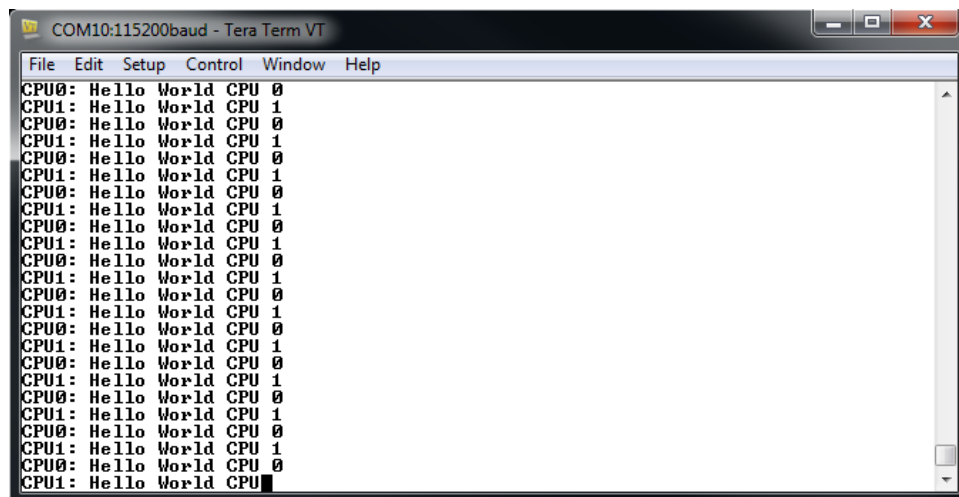 COM10:115200baud - Tera Term VT
File Edit Setup Control Window Help
CPU0: Hello World CPU 0
CPU1: Hello World CPU 1
CPU0: Hello World CPU 0
CPU1: Hello World CPU 1
CPU0: Hello World CPU 0
CPU1: Hello World CPU 1
CPU0: Hello World CPU 0
CPU1: Hello World CPU 1
CPU0: Hello World CPU 0
CPU1: Hello World CPU 1
CPU0: Hello World CPU 0
CPU1: Hello World CPU 1
CPU0: Hello World CPU 0
CPU1: Hello World CPU 1
CPU0: Hello World CPU 0
CPU1: Hello World CPU 1
CPU0: Hello World CPU 0
CPU1: Hello World CPU 1
CPU0: Hello World CPU 0
CPU1: Hello World CPU 1
CPU0: Hello World CPU 0
CPU1: Hello World CPU 1
CPU0: Hello World CPU 0
CPU1: Hello World CPU